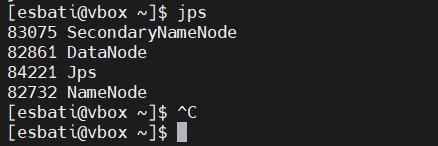 [esbati@vbox ~]$ jps
83075 SecondaryNameNode
82861 DataNode
84221 Jps
82732 NameNode
[esbati@vbox ~]$ ^C
[esbati@vbox ~]$